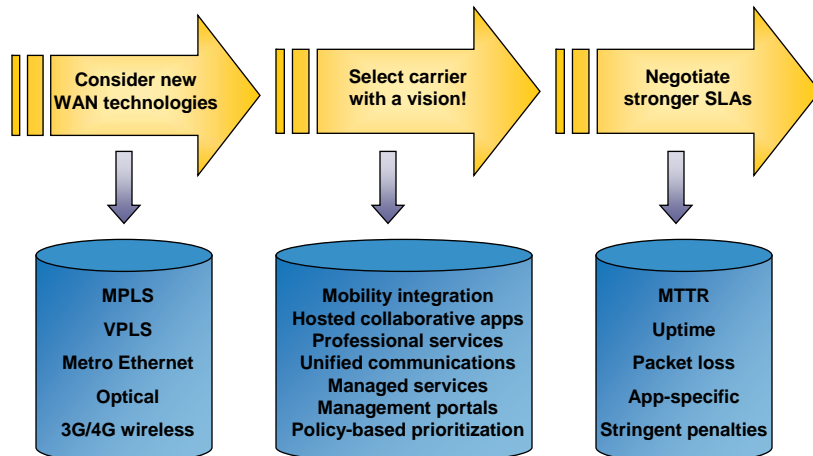 Consider new
WAN technologies
Select carrier
with a vision!
Negotiate
stronger SLAs
MPLS
VPLS
Metro Ethernet
Optical
3G/4G wireless
Mobility integration
Hosted collaborative apps
Professional services
Unified communications
Managed services
Management portals
Policy-based prioritization
MTTR
Uptime
Packet loss
App-specific
Stringent penalties